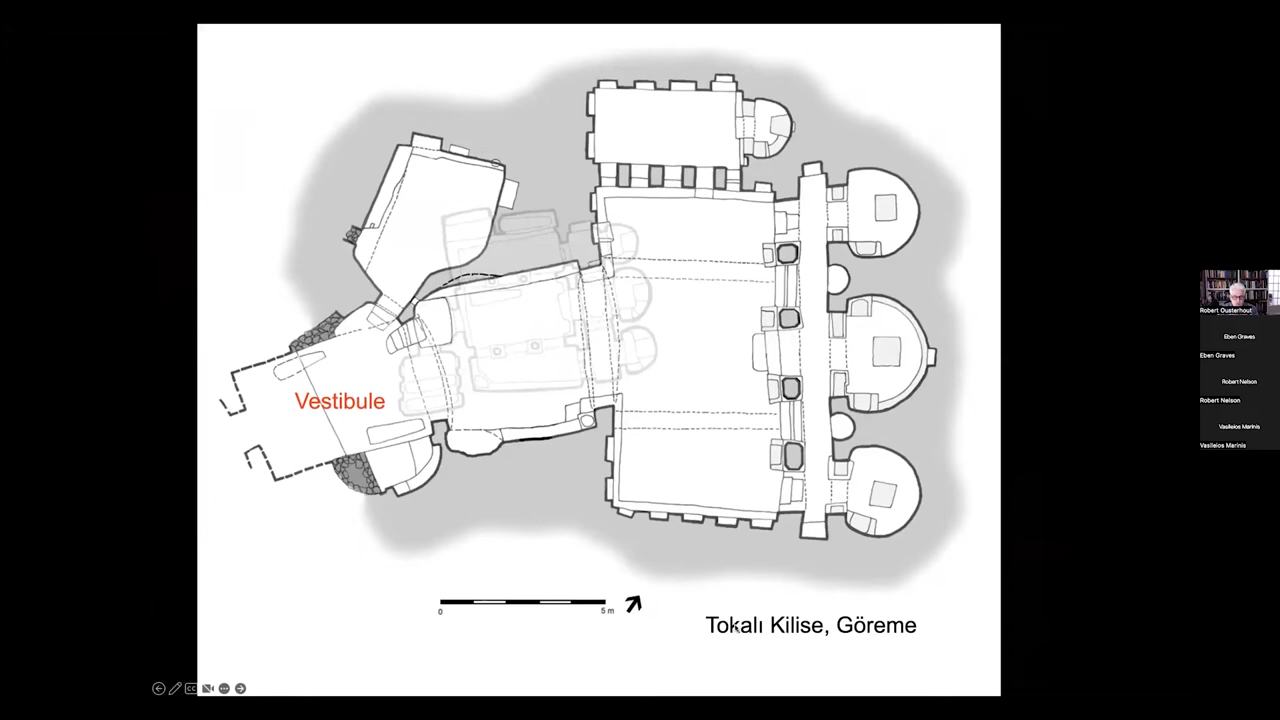 Vestibule
0
5 m
Tokalı Kilise, Göreme
CC
Robert Ousterhout
Eben Graves
Eben Graves
Robert Nelson
Robert Nelson
Vasileios Marinis
Vasileios Marinis